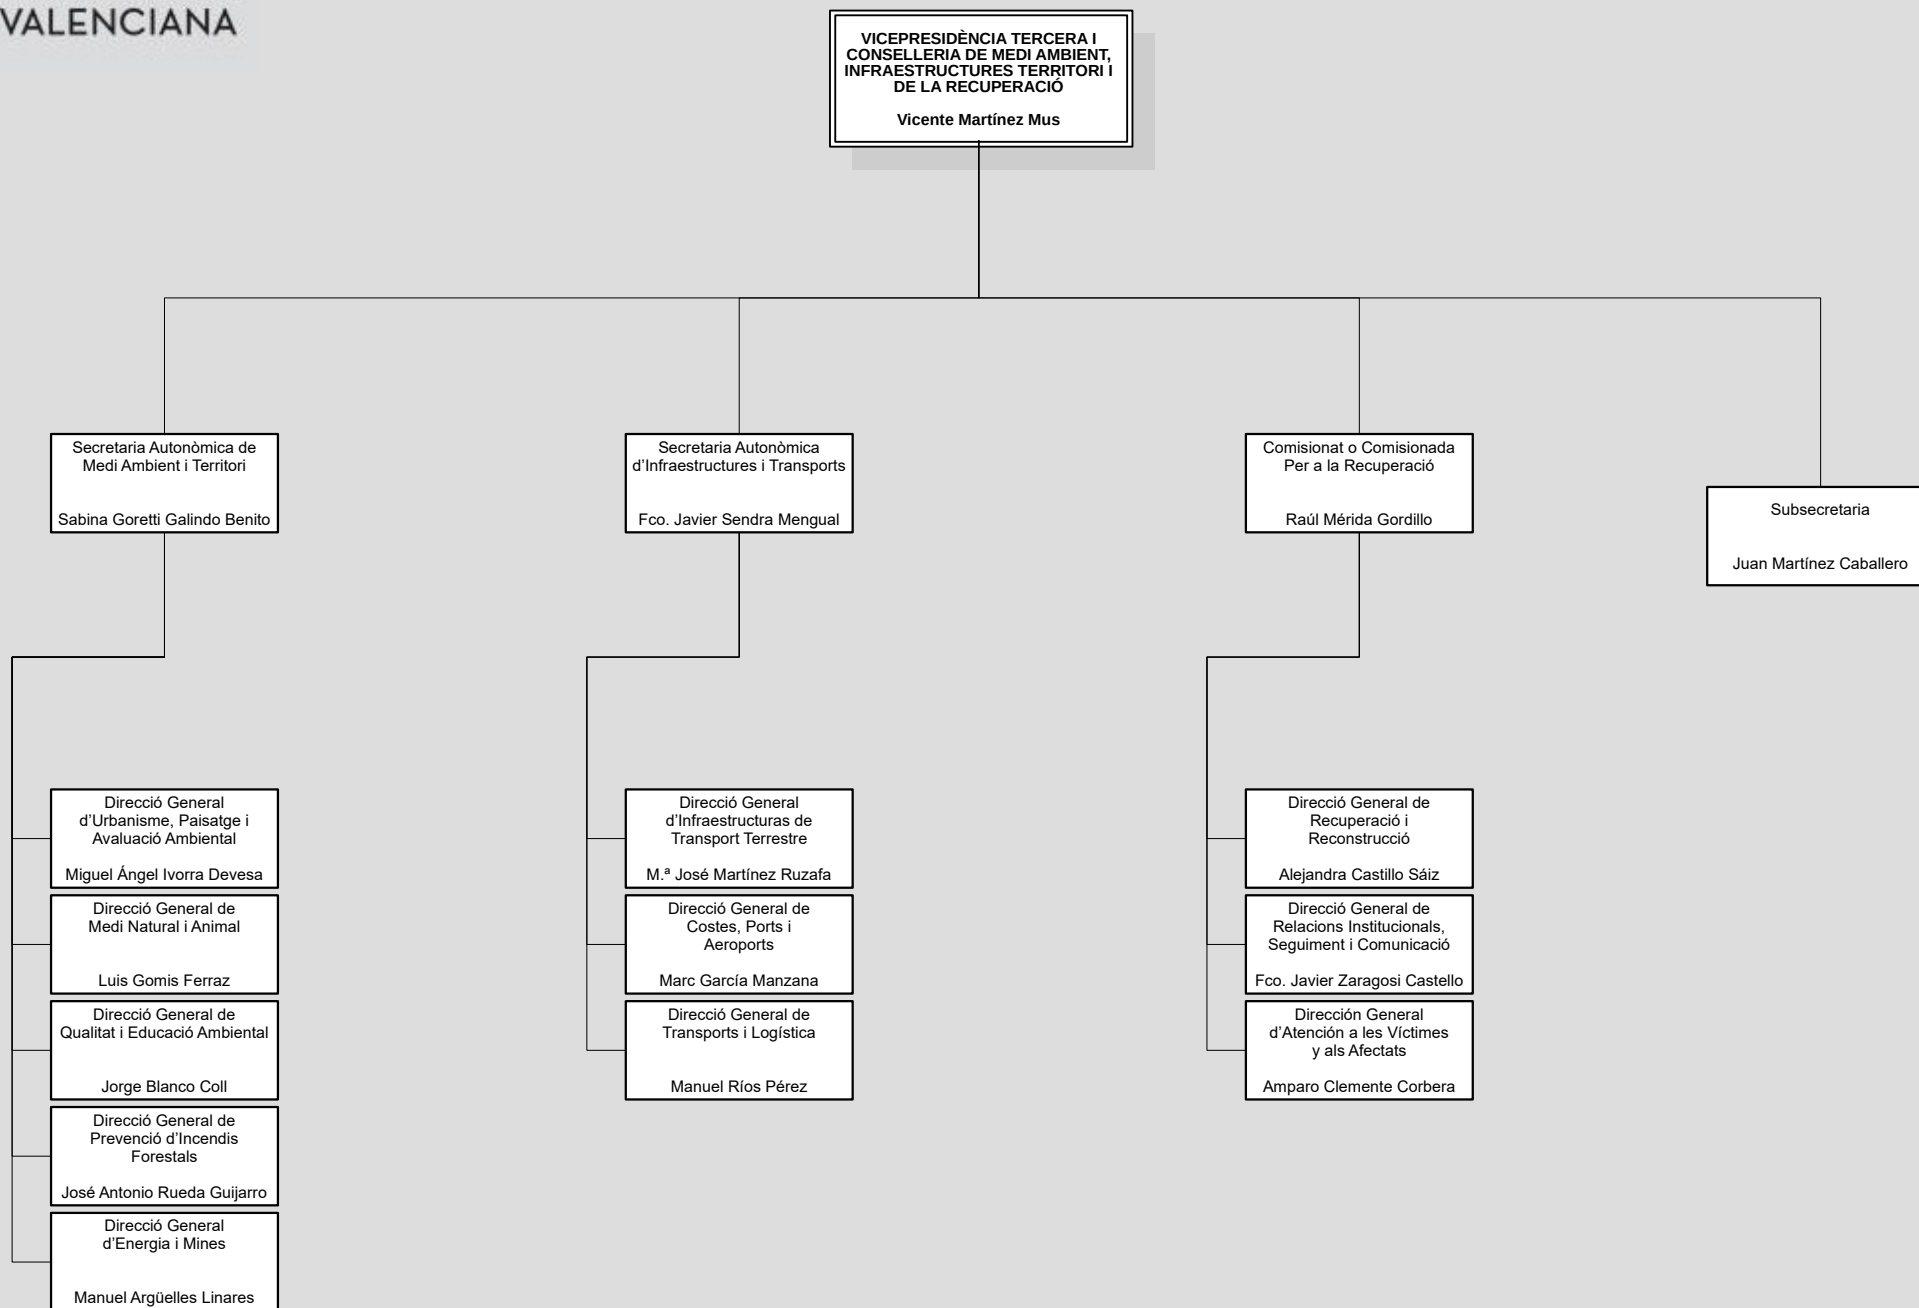 VALENCIANA
VICEPRESIDÈNCIA TERCERA I
CONSELLERIA DE MEDI AMBIENT,
INFRAESTRUCTURES TERRITORI I
DE LA RECUPERACIÓ
Vicente Martínez Mus
Secretaria Autonòmica de
Medi Ambient i Territori
Sabina Goretti Galindo Benito
Secretaria Autonòmica
d’Infraestructures i Transports
Fco. Javier Sendra Mengual
Comisionat o Comisionada
Per a la Recuperació
Raúl Mérida Gordillo
Subsecretaria
Juan Martínez Caballero
Direcció General
d’Urbanisme, Paisatge i
Avaluació Ambiental
Miguel Ángel Ivorra Devesa
Direcció General de
Medi Natural i Animal
Luis Gomis Ferraz
Direcció General de
Qualitat i Educació Ambiental
Jorge Blanco Coll
Direcció General de
Prevenció d’Incendis
Forestals
José Antonio Rueda Guijarro
Direcció General
d’Energia i Mines
Manuel Argüelles Linares
Direcció General
d’Infraestructuras de
Transport Terrestre
M.ª José Martínez Ruzafa
Direcció General de
Costes, Ports i
Aeroports
Marc García Manzana
Direcció General de
Transports i Logística
Manuel Ríos Pérez
Direcció General de
Recuperació i
Reconstrucció
Alejandra Castillo Sáiz
Direcció General de
Relacions Institucionals,
Seguiment i Comunicació
Fco. Javier Zaragosi Castello
Dirección General
d’Atención a les Víctimes
y als Afectats
Amparo Clemente Corbera